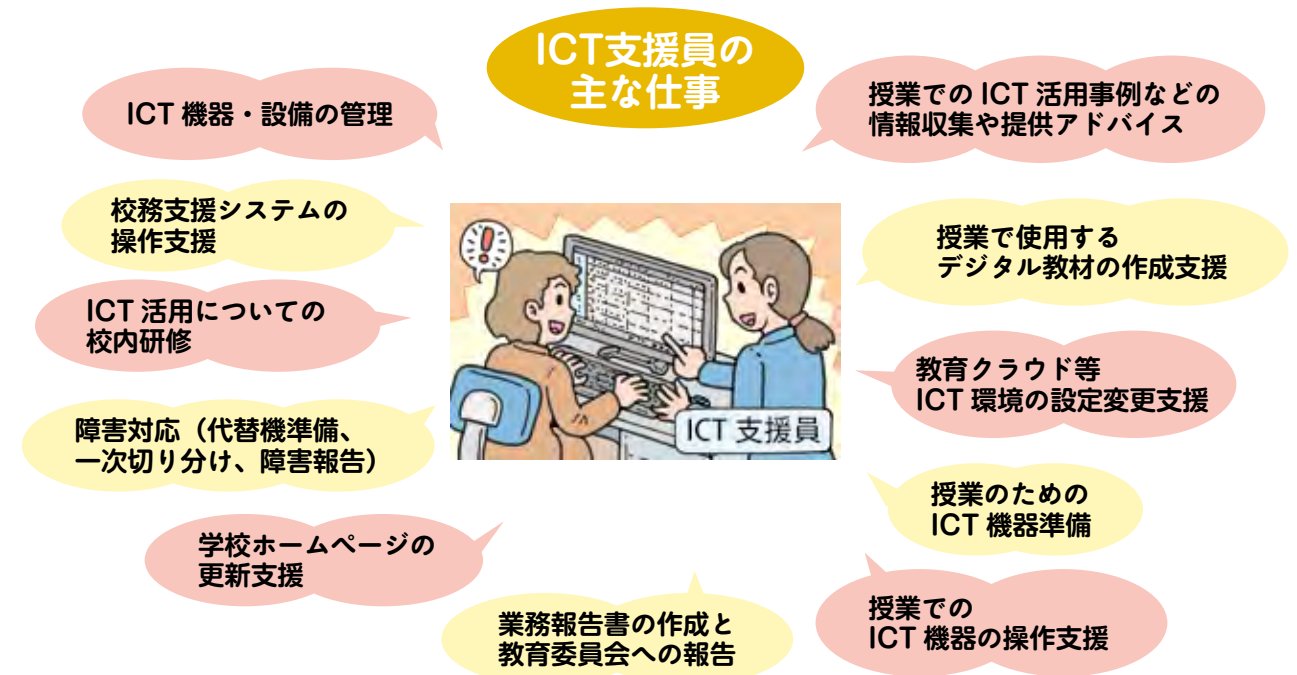 ICT支援員の
主な仕事
ICT 機器・設備の管理
校務支援システムの
操作支援
ICT 活用についての
校内研修
障害対応（代替機準備、
一次切り分け、障害報告）
学校ホームページの
更新支援
業務報告書の作成と
教育委員会への報告
授業での ICT 活用事例などの
情報収集や提供アドバイス
授業で使用する
デジタル教材の作成支援
教育クラウド等
ICT 環境の設定変更支援
授業のための
ICT 機器準備
授業での
ICT 機器の操作支援
!
ICT 支援員